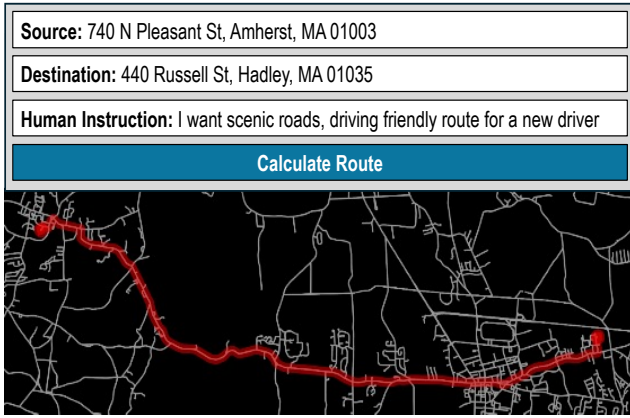 Source: 740 N Pleasant St, Amherst, MA 01003
Destination: 440 Russell St, Hadley, MA 01035
Human Instruction: I want scenic roads, driving friendly route for a new driver
Calculate Route